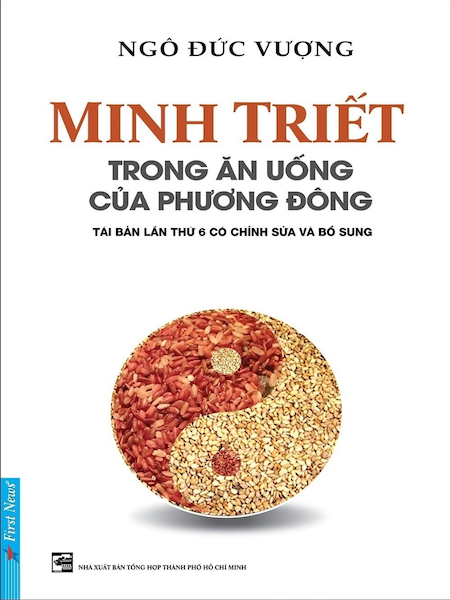 NGÔ ĐỨC VƯỢNG
MINH TRIẾT
TRONG ĂN UỐNG
CỦA PHƯƠNG ĐÔNG
TÁI BẢN LẦN THỨ 6 CÓ CHỈNH SỬA VÀ BỔ SUNG
First News®
NHÀ XUẤT BẢN TỔNG HỢP THÀNH PHỐ HỒ CHÍ MINH